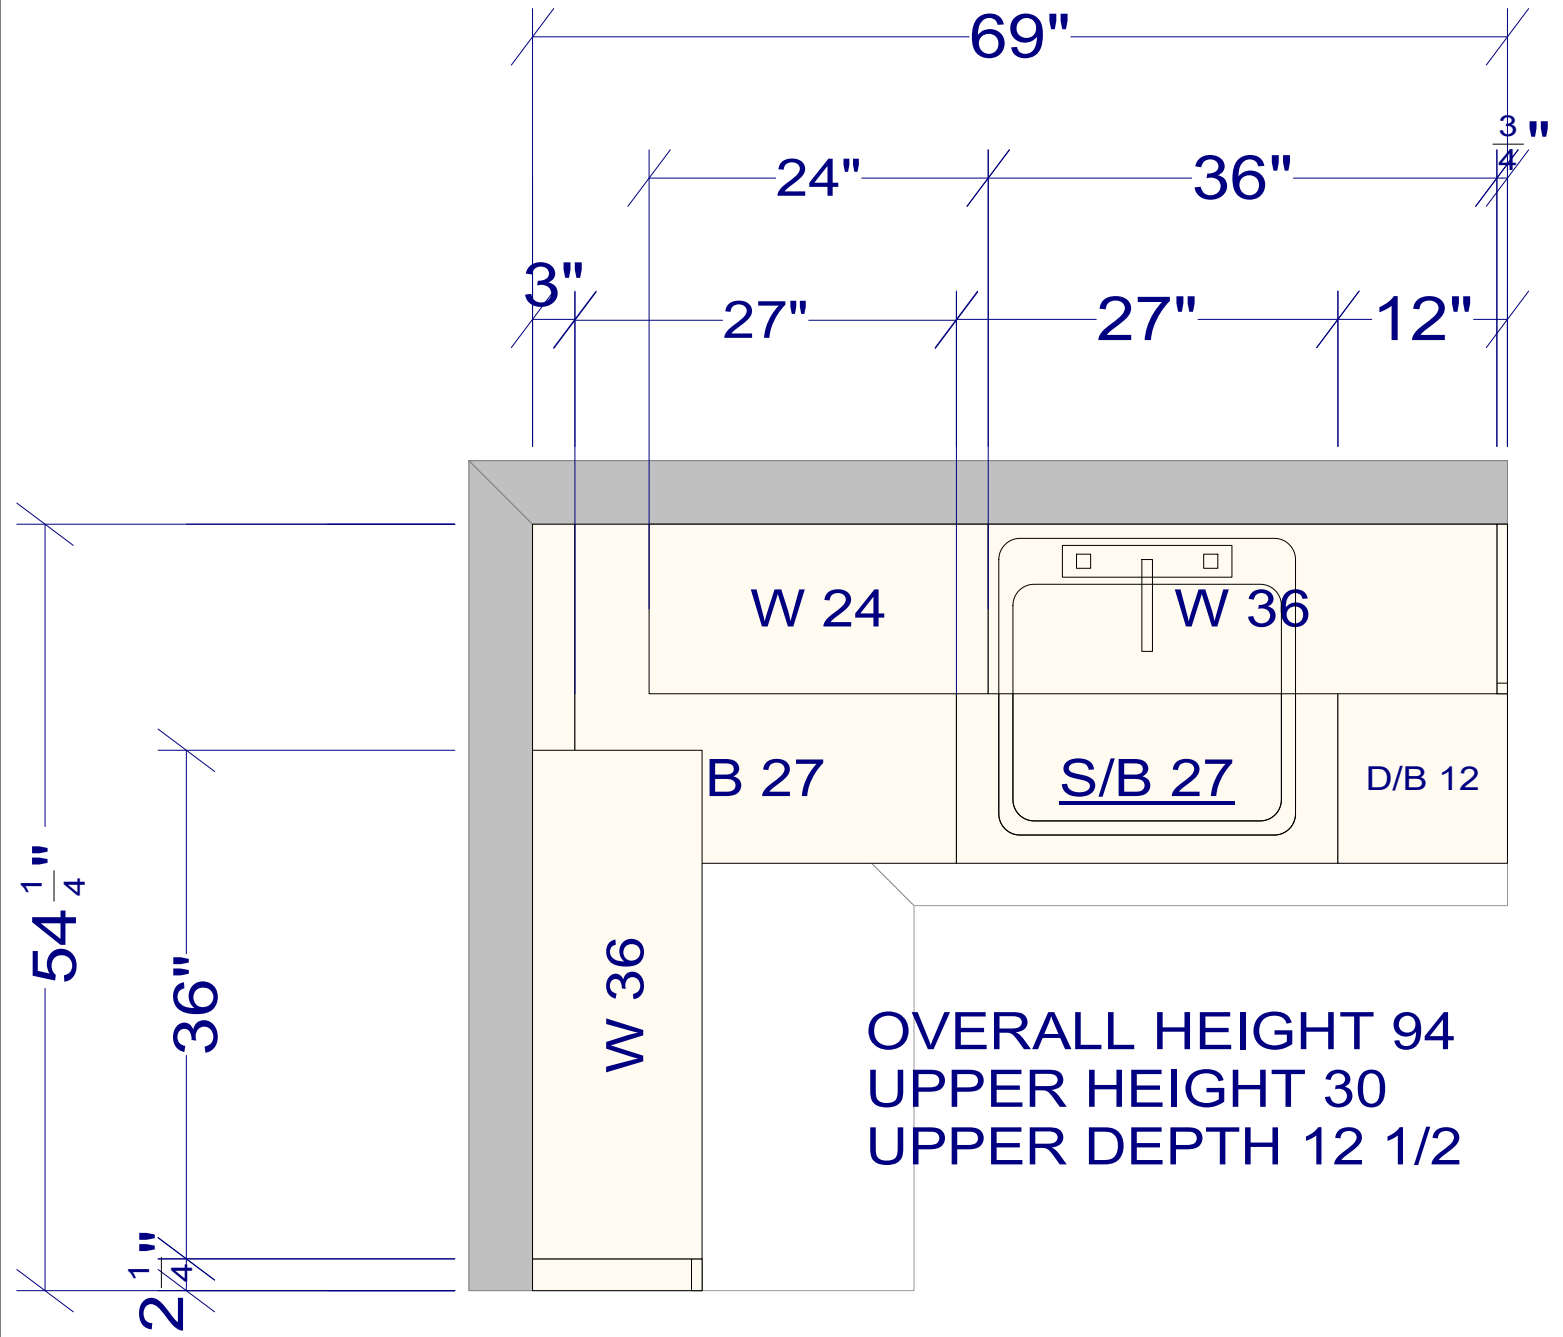 69"
3/4"
24"
36"
3"
27"
27"
12"
W 24
W 36
B 27
S/B 27
D/B 12
54 1/4"
36"
W 36
2 1/4"
OVERALL HEIGHT 94
UPPER HEIGHT 30
UPPER DEPTH 12 1/2